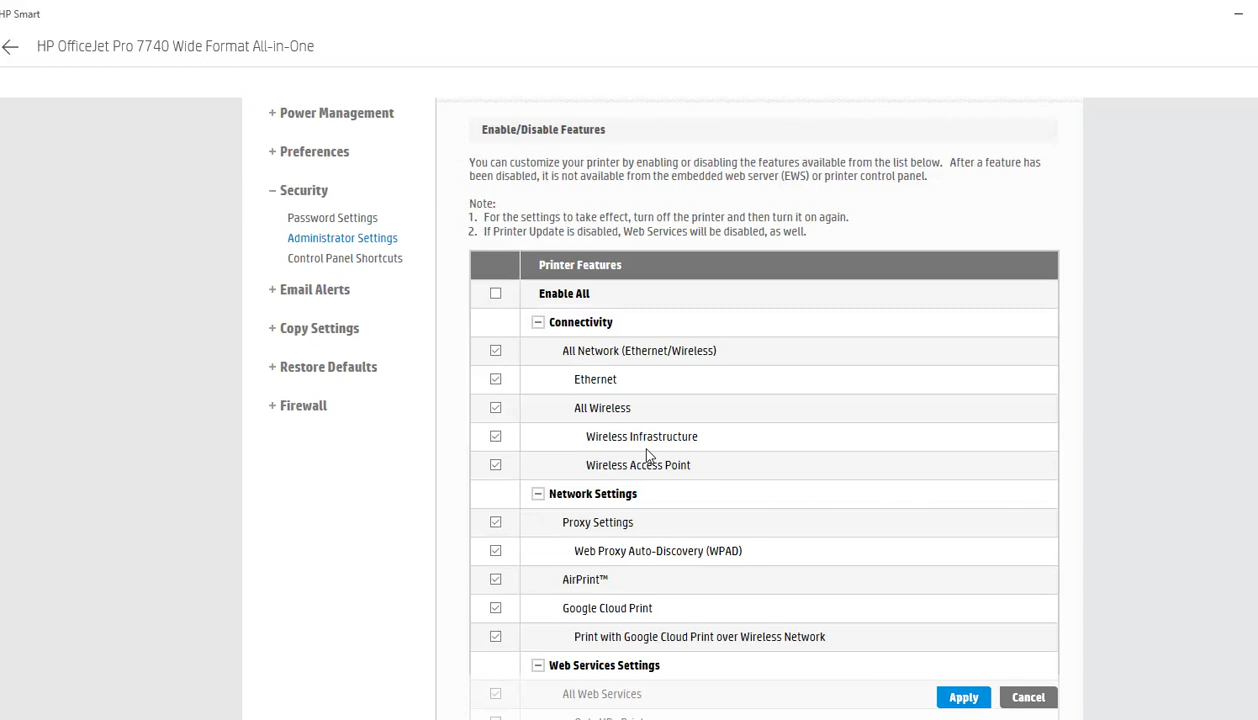 HP Smart
HP OfficeJet Pro 7740 Wide Format All-in-One
+ Power Management
+ Preferences
– Security
Password Settings
Administrator Settings
Control Panel Shortcuts
+ Email Alerts
+ Copy Settings
+ Restore Defaults
+ Firewall
Enable/Disable Features
You can customize your printer by enabling or disabling the features available from the list below. After a feature has
been disabled, it is not available from the embedded web server (EWS) or printer control panel.
Note:
1. For the settings to take effect, turn off the printer and then turn it on again.
2. If Printer Update is disabled, Web Services will be disabled, as well.
Printer Features
Enable All
Connectivity
All Network (Ethernet/Wireless)
Ethernet
All Wireless
Wireless Infrastructure
Wireless Access Point
Network Settings
Proxy Settings
Web Proxy Auto-Discovery (WPAD)
AirPrint™
Google Cloud Print
Print with Google Cloud Print over Wireless Network
Web Services Settings
All Web Services
Apply
Cancel